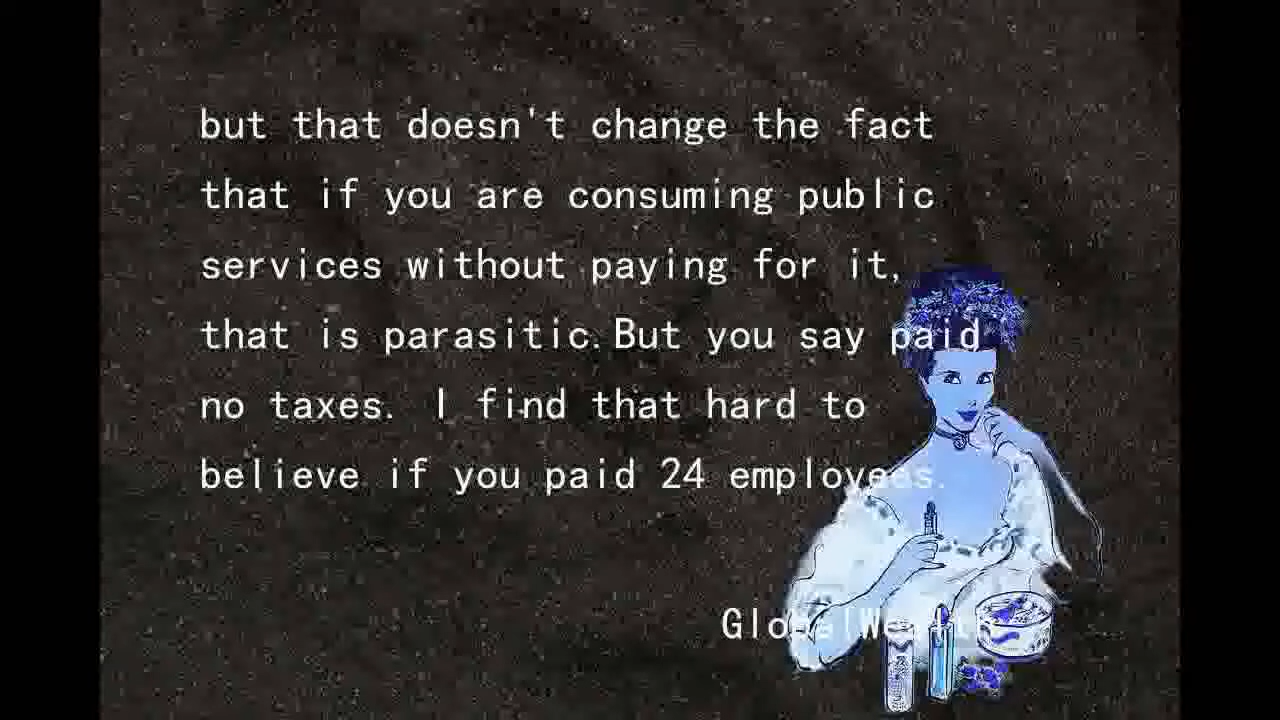 but that doesn't change the fact
that if you are consuming public
services without paying for it,
that is parasitic.But you say paid
no taxes. I find that hard to
believe if you paid 24 employees.
GlobalWealth